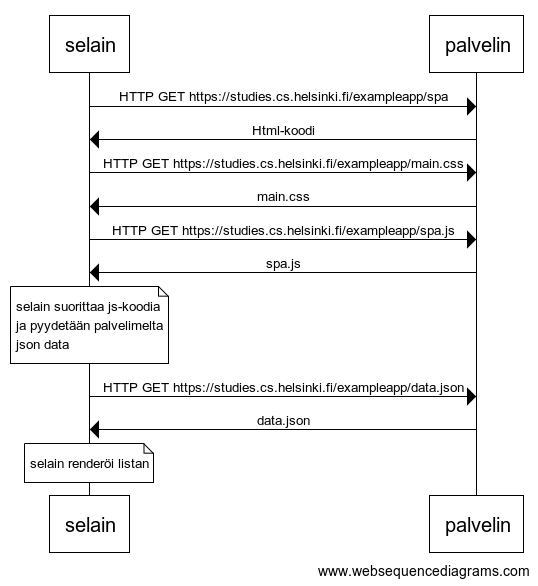 selain
palvelin
HTTP GET https://studies.cs.helsinki.fi/exampleapp/spa
Html-koodi
HTTP GET https://studies.cs.helsinki.fi/exampleapp/main.css
main.css
HTTP GET https://studies.cs.helsinki.fi/exampleapp/spa.js
spa.js
selain suorittaa js-koodia
ja pyydetään palvelimelta
json data
HTTP GET https://studies.cs.helsinki.fi/exampleapp/data.json
data.json
selain renderöi listan
selain
palvelin
www.websequencediagrams.com